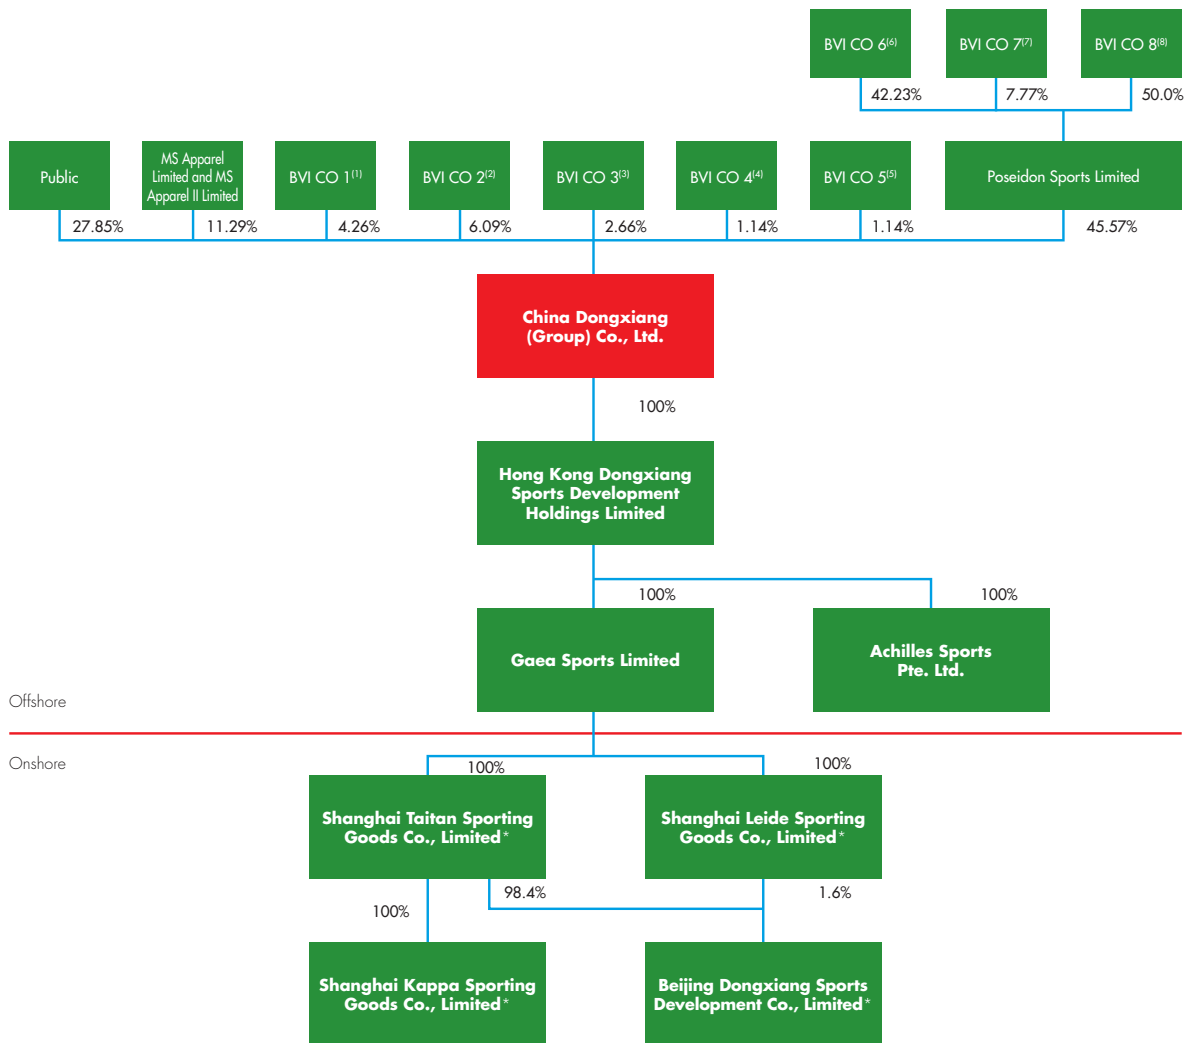 BVI CO 6(6)
BVI CO 7(7)
BVI CO 8(8)
42.23%
7.77%
50.0%
Public
MS Apparel
Limited and MS
Apparel II Limited
BVI CO 1(1)
BVI CO 2(2)
BVI CO 3(3)
BVI CO 4(4)
BVI CO 5(5)
Poseidon Sports Limited
27.85%
11.29%
4.26%
6.09%
2.66%
1.14%
1.14%
45.57%
China Dongxiang
(Group) Co., Ltd.
100%
Hong Kong Dongxiang
Sports Development
Holdings Limited
100%
100%
Gaea Sports Limited
Achilles Sports
Pte. Ltd.
Offshore
Onshore
100%
100%
Shanghai Taitan Sporting
Goods Co., Limited*
Shanghai Leide Sporting
Goods Co., Limited*
98.4%
1.6%
100%
Shanghai Kappa Sporting
Goods Co., Limited*
Beijing Dongxiang Sports
Development Co., Limited*